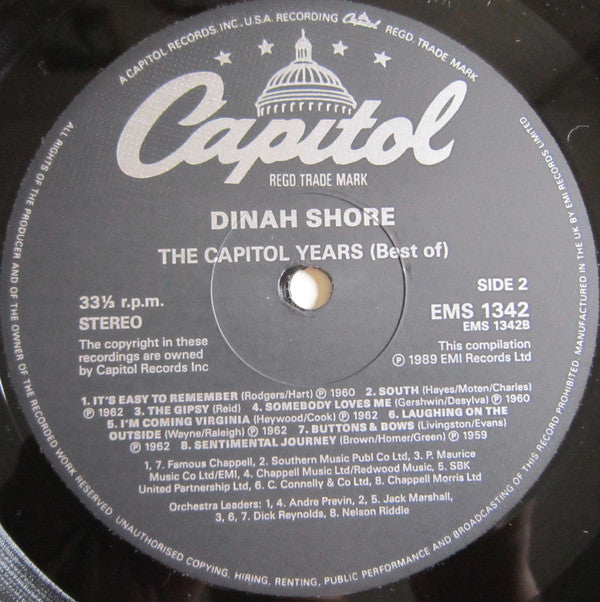 A CAPITOL RECORDS, INC., U.S.A. RECORDING Capitol REGD. TRADE MARK
Capitol
REGD TRADE MARK
DINAH SHORE
THE CAPITOL YEARS (Best of)
SIDE 2
33⅓ r.p.m.
STEREO
EMS 1342
EMS 1342B
The copyright in these
recordings are owned
by Capitol Records Inc
This compilation
℗ 1989 EMI Records Ltd
1. IT'S EASY TO REMEMBER (Rodgers/Hart) ℗ 1960 2. SOUTH (Hayes/Moten/Charles)
℗ 1962 3. THE GIPSY (Reid) 4. SOMEBODY LOVES ME (Gershwin/Desylva) ℗ 1960
5. I'M COMING VIRGINIA (Heywood/Cook) ℗ 1962 6. LAUGHING ON THE
OUTSIDE (Wayne/Raleigh) ℗ 1962 7. BUTTONS & BOWS (Livingston/Evans)
℗ 1962 8. SENTIMENTAL JOURNEY (Brown/Homer/Green) ℗ 1959
1, 7. Famous Chappell, 2. Southern Music Publ Co Ltd, 3. P. Maurice
Music Co Ltd/EMI, 4. Chappell Music Ltd/Redwood Music, 5. SBK
United Partnership Ltd, 6. C. Connelly & Co Ltd, 8. Chappell Morris Ltd
Orchestra Leaders: 1, 4. Andre Previn, 2, 5. Jack Marshall,
3, 6, 7. Dick Reynolds, 8. Nelson Riddle
ALL RIGHTS OF THE PRODUCER AND OF THE OWNER OF THE RECORDED WORK RESERVED. UNAUTHORISED COPYING, HIRING, RENTING, PUBLIC PERFORMANCE AND BROADCASTING OF THIS RECORD PROHIBITED. MANUFACTURED IN THE UK BY EMI RECORDS LIMITED